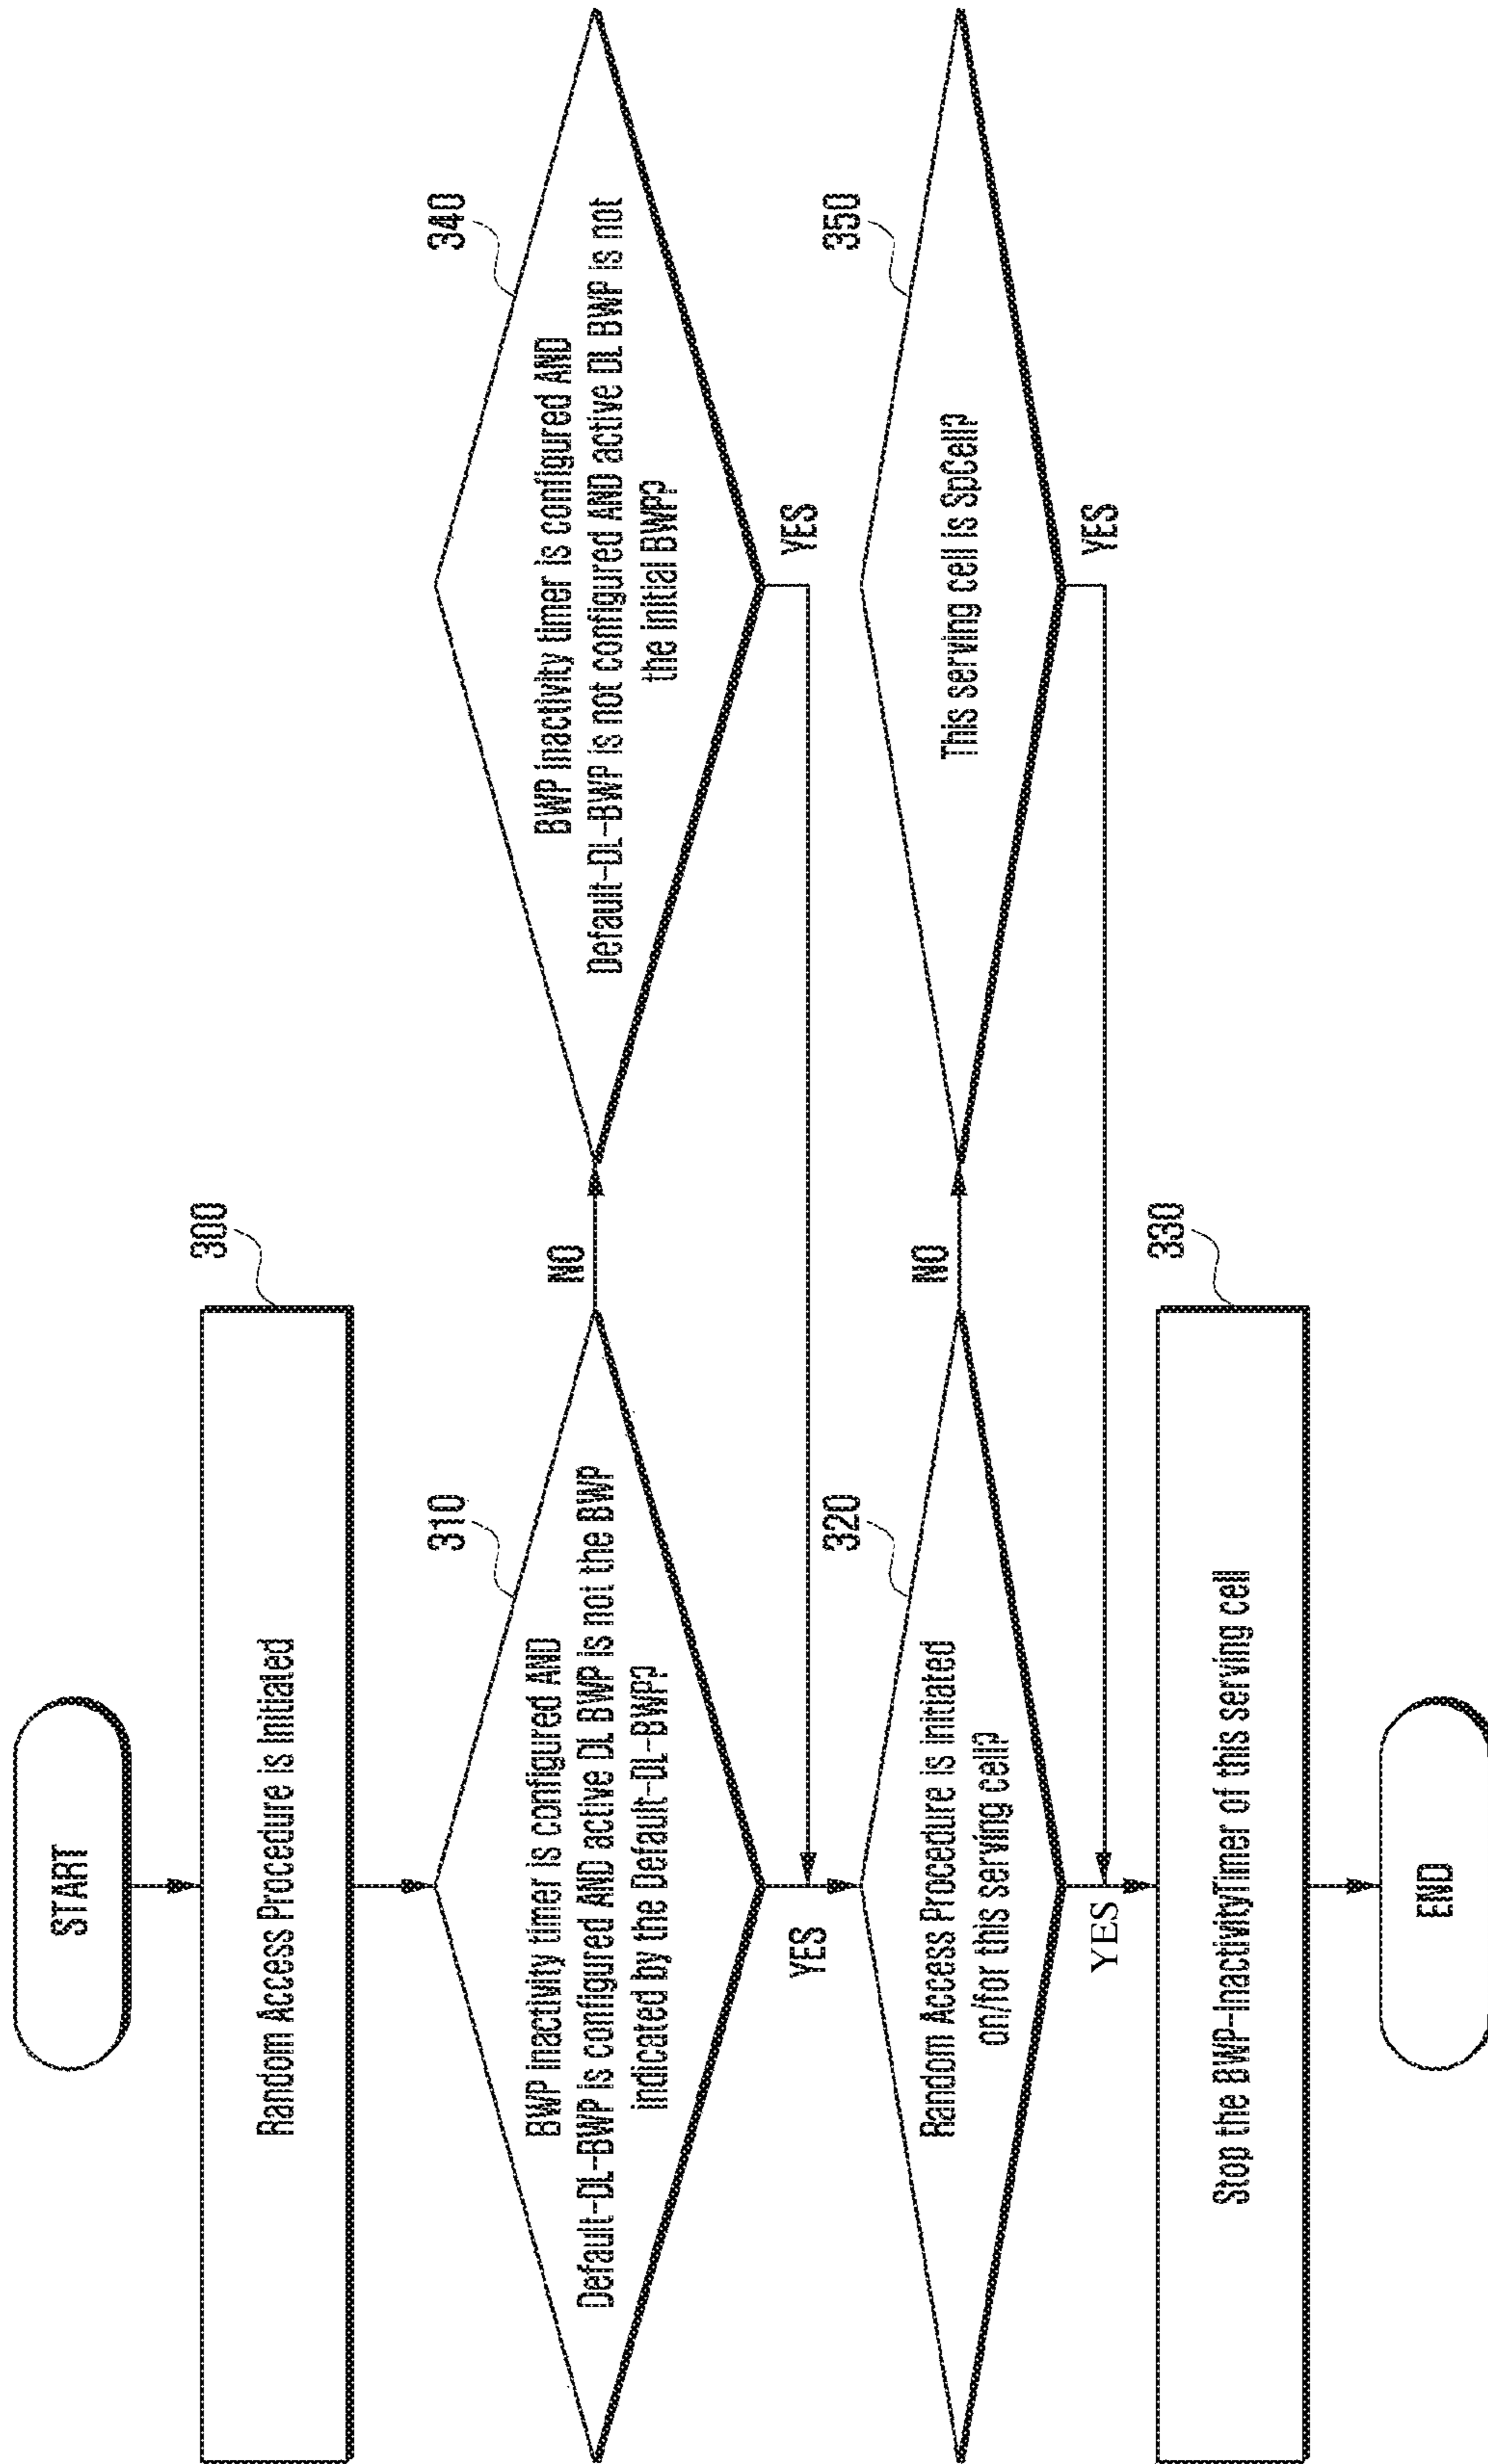 START
300
Random Access Procedure is Initiated
310
BWP inactivity timer is configured AND
Default-DL-BWP is configured AND active DL BWP is not the BWP
indicated by the Default-DL-BWP?
NO
340
BWP inactivity timer is configured AND
Default-DL-BWP is not configured AND active DL BWP is not
the initial BWP?
YES
YES
320
Random Access Procedure is initiated
on/for this serving cell?
NO
350
This serving cell is SpCell?
YES
YES
330
Stop the BWP-InactivityTimer of this serving cell
END